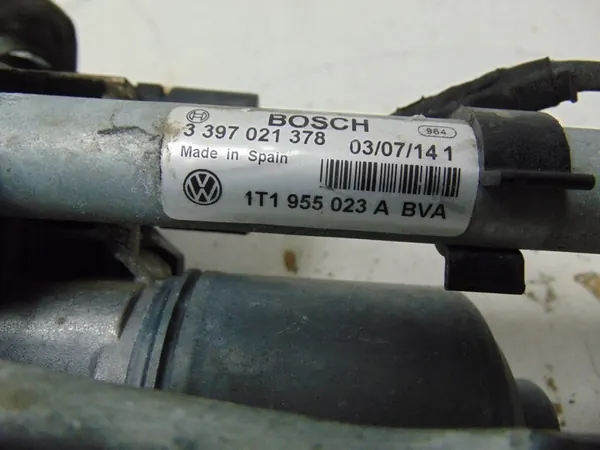 BOSCH
964
3 397 021 378
03/07/14 1
Made in Spain
1T1 955 023 A BVA